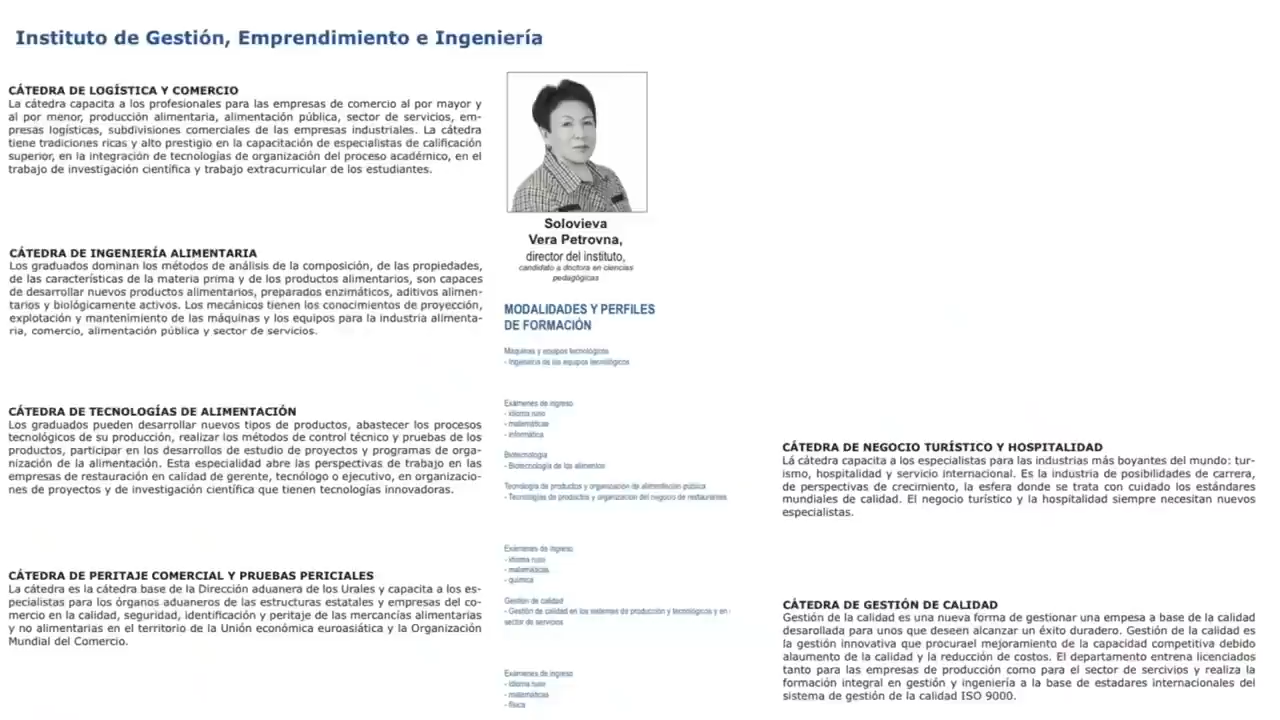 Instituto de Gestión, Emprendimiento e Ingeniería
CÁTEDRA DE LOGÍSTICA Y COMERCIO
La cátedra capacita a los profesionales para las empresas de comercio al por mayor y
al por menor, producción alimentaria, alimentación pública, sector de servicios, em-
presas logísticas, subdivisiones comerciales de las empresas industriales. La cátedra
tiene tradiciones ricas y alto prestigio en la capacitación de especialistas de calificación
superior, en la integración de tecnologías de organización del proceso académico, en el
trabajo de investigación científica y trabajo extracurricular de los estudiantes.
CÁTEDRA DE INGENIERÍA ALIMENTARIA
Los graduados dominan los métodos de análisis de la composición, de las propiedades,
de las características de la materia prima y de los productos alimentarios, son capaces
de desarrollar nuevos productos alimentarios, preparados enzimáticos, aditivos alimen-
tarios y biológicamente activos. Los mecánicos tienen los conocimientos de proyección,
explotación y mantenimiento de las máquinas y los equipos para la industria alimenta-
ria, comercio, alimentación pública y sector de servicios.
CÁTEDRA DE TECNOLOGÍAS DE ALIMENTACIÓN
Los graduados pueden desarrollar nuevos tipos de productos, abastecer los procesos
tecnológicos de su producción, realizar los métodos de control técnico y pruebas de los
productos, participar en los desarrollos de estudio de proyectos y programas de orga-
nización de la alimentación. Esta especialidad abre las perspectivas de trabajo en las
empresas de restauración en calidad de gerente, tecnólogo o ejecutivo, en organizacio-
nes de proyectos y de investigación científica que tienen tecnologías innovadoras.
CÁTEDRA DE PERITAJE COMERCIAL Y PRUEBAS PERICIALES
La cátedra es la cátedra base de la Dirección aduanera de los Urales y capacita a los es-
pecialistas para los órganos aduaneros de las estructuras estatales y empresas del co-
mercio en la calidad, seguridad, identificación y peritaje de las mercancías alimentarias
y no alimentarias en el territorio de la Unión económica euroasiática y la Organización
Mundial del Comercio.
Solovieva
Vera Petrovna,
director del instituto,
candidato a doctora en ciencias
pedagógicas
MODALIDADES Y PERFILES
DE FORMACIÓN
Máquinas y equipos tecnológicos
- Ingeniería de los equipos tecnológicos
Exámenes de ingreso
- idioma ruso
- matemáticas
- informática
Biotecnología
- Biotecnología de los alimentos
Tecnología de productos y organización de alimentación pública
- Tecnologías de productos y organización del negocio de restaurantes
Exámenes de ingreso
- idioma ruso
- matemáticas
- química
Gestión de calidad
- Gestión de calidad en los sistemas de producción y tecnológicos y en
sector de servicios
Exámenes de ingreso
- idioma ruso
- matemáticas
- física
CÁTEDRA DE NEGOCIO TURÍSTICO Y HOSPITALIDAD
Lá cátedra capacita a los especialistas para las industrias más boyantes del mundo: tur-
ismo, hospitalidad y servicio internacional. Es la industria de posibilidades de carrera,
de perspectivas de crecimiento, la esfera donde se trata con cuidado los estándares
mundiales de calidad. El negocio turístico y la hospitalidad siempre necesitan nuevos
especialistas.
CÁTEDRA DE GESTIÓN DE CALIDAD
Gestión de la calidad es una nueva forma de gestionar una empesa a base de la calidad
desarollada para unos que deseen alcanzar un éxito duradero. Gestión de la calidad es
la gestión innovativa que procurael mejoramiento de la capacidad competitiva debido
alaumento de la calidad y la reducción de costos. El departamento entrena licenciados
tanto para las empresas de producción como para el sector de sercivios y realiza la
formación integral en gestión y ingeniería a la base de estadares internacionales del
sistema de gestión de la calidad ISO 9000.